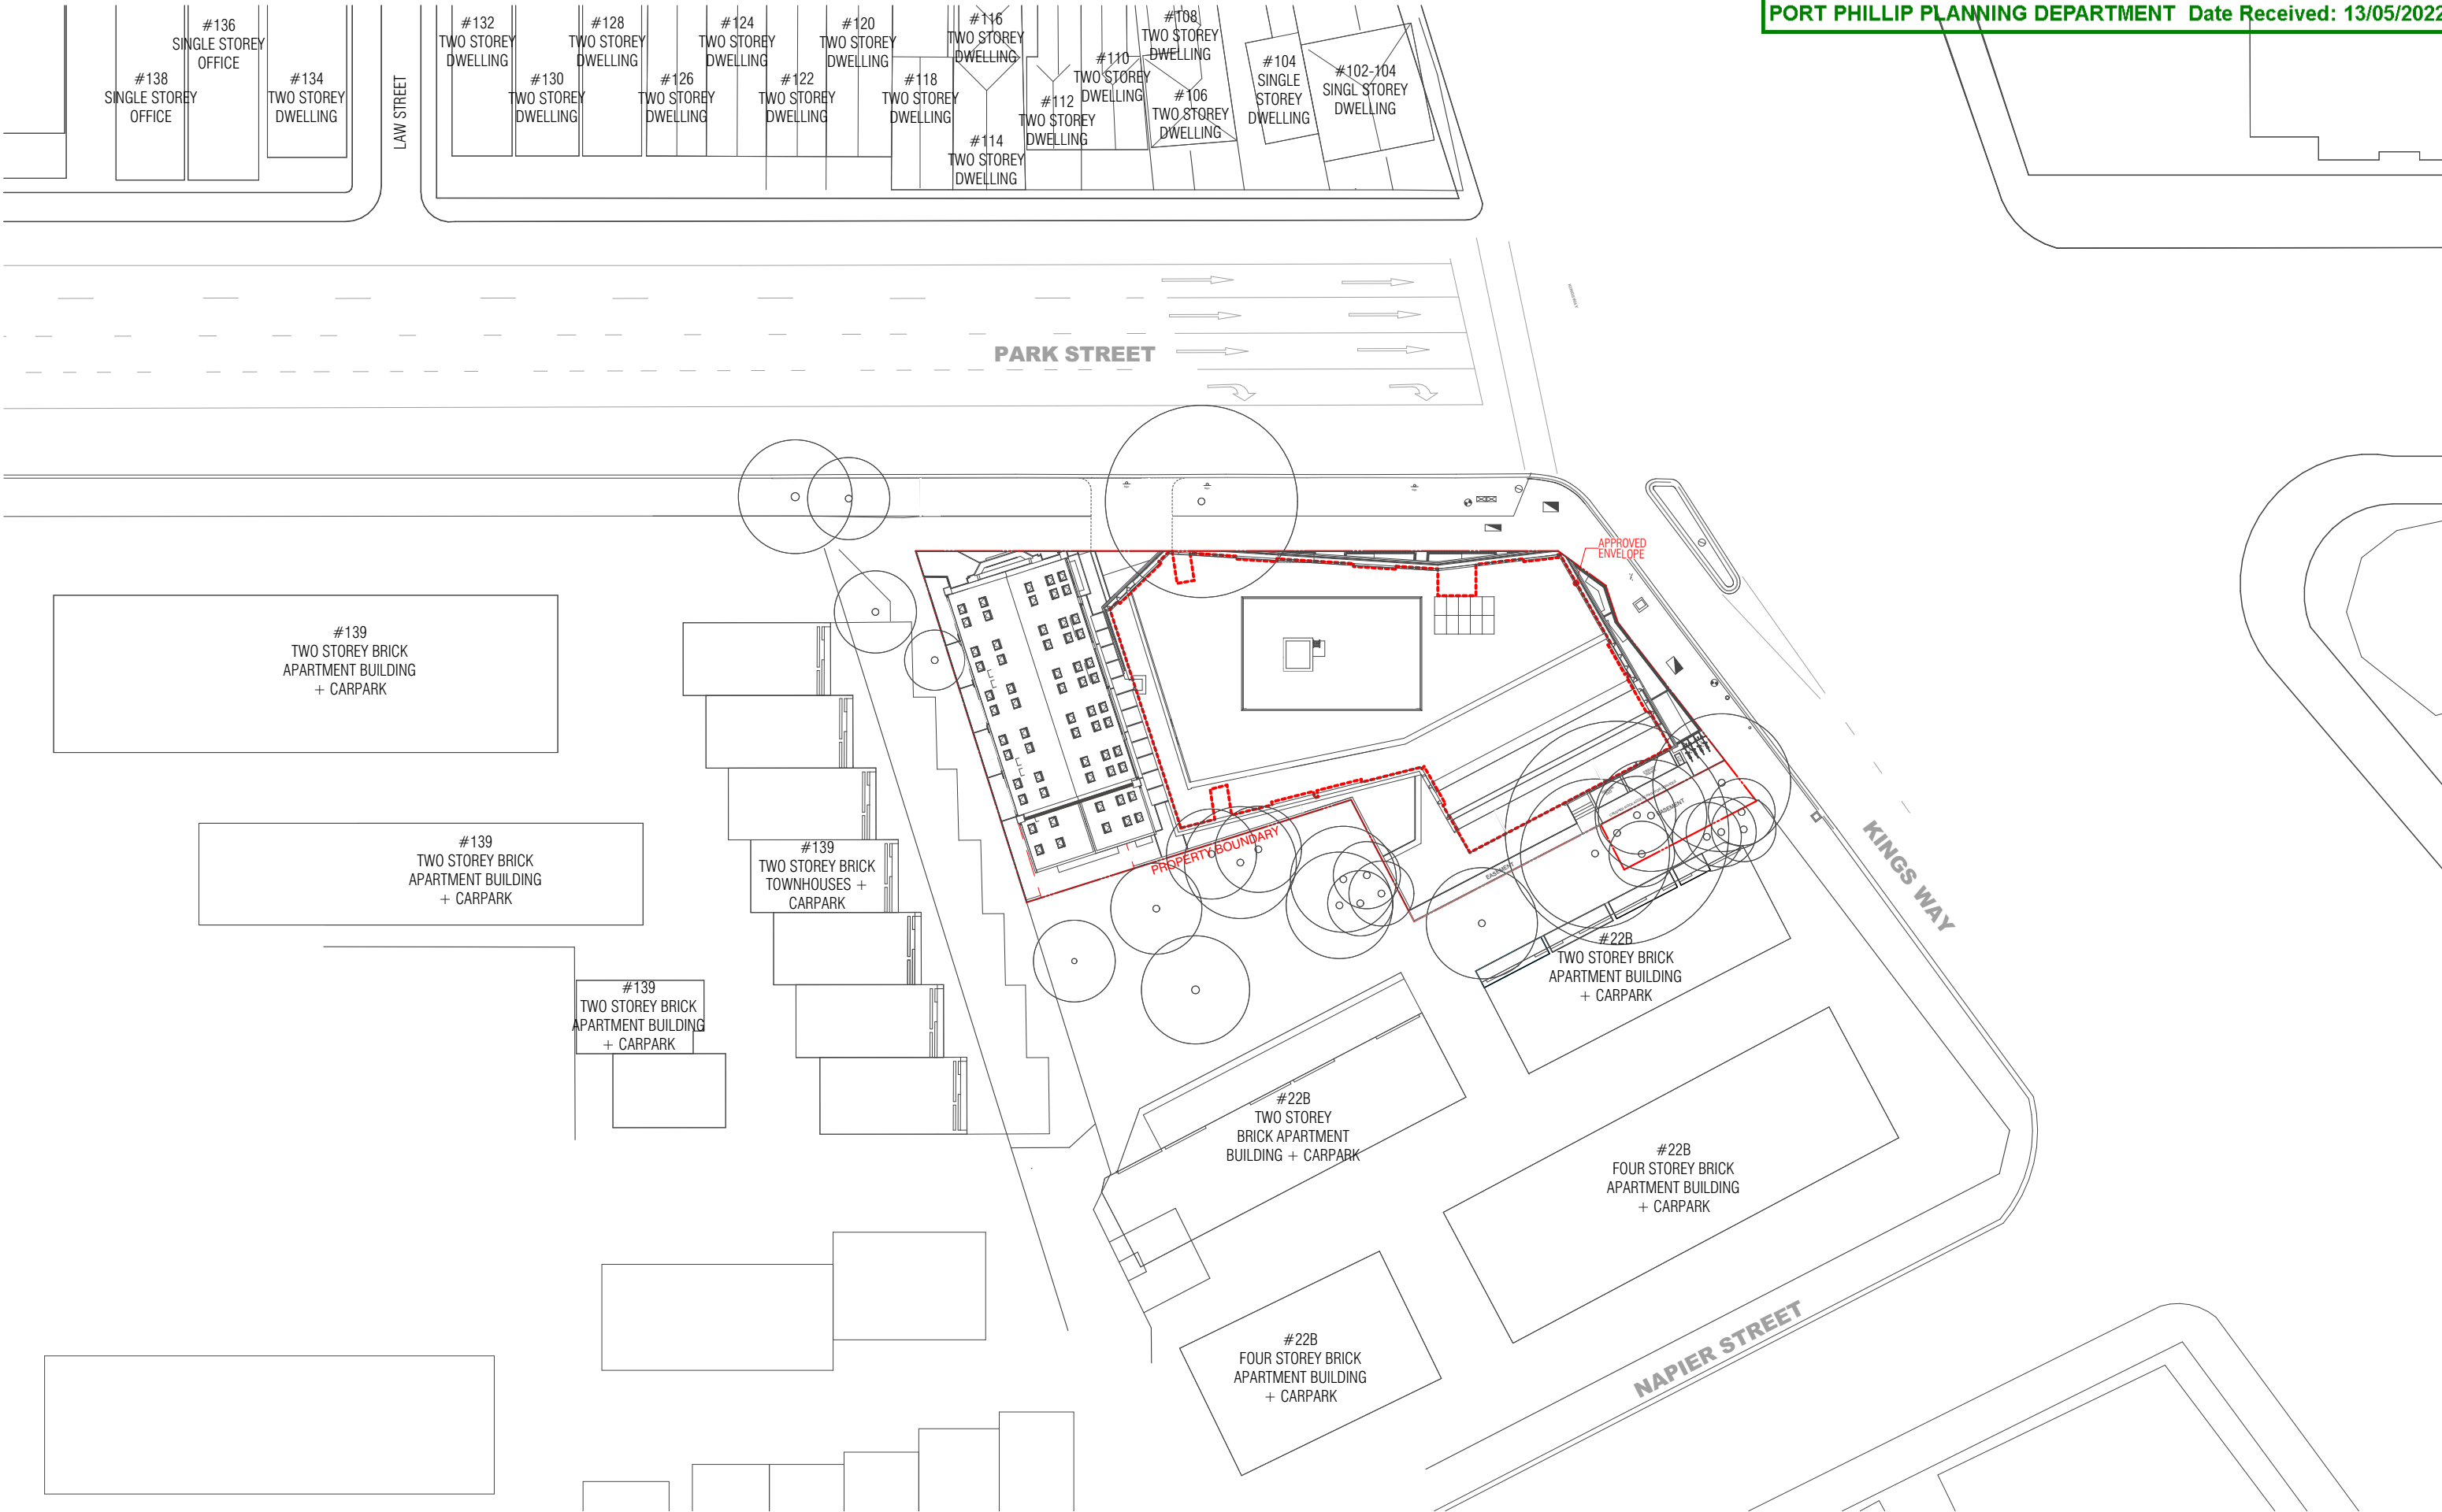 PORT PHILLIP PLANNING DEPARTMENT Date Received: 13/05/2022
#138
SINGLE STOREY
OFFICE
#136
SINGLE STOREY
OFFICE
#134
TWO STOREY
DWELLING
LAW STREET
#132
TWO STOREY
DWELLING
#130
TWO STOREY
DWELLING
#128
TWO STOREY
DWELLING
#126
TWO STOREY
DWELLING
#124
TWO STOREY
DWELLING
#122
TWO STOREY
DWELLING
#120
TWO STOREY
DWELLING
#118
TWO STOREY
DWELLING
#116
TWO STOREY
DWELLING
#114
TWO STOREY
DWELLING
#112
TWO STOREY
DWELLING
#110
TWO STOREY
DWELLING
#108
TWO STOREY
DWELLING
#106
TWO STOREY
DWELLING
#104
SINGLE
STOREY
DWELLING
#102-104
SINGL STOREY
DWELLING
PARK STREET
APPROVED
ENVELOPE
#139
TWO STOREY BRICK
APARTMENT BUILDING
+ CARPARK
#139
TWO STOREY BRICK
APARTMENT BUILDING
+ CARPARK
#139
TWO STOREY BRICK
TOWNHOUSES +
CARPARK
#139
TWO STOREY BRICK
APARTMENT BUILDING
+ CARPARK
PROPERTY BOUNDARY
EASEMENT
EASEMENT
KINGS WAY
#22B
TWO STOREY BRICK
APARTMENT BUILDING
+ CARPARK
#22B
TWO STOREY
BRICK APARTMENT
BUILDING + CARPARK
#22B
FOUR STOREY BRICK
APARTMENT BUILDING
+ CARPARK
#22B
FOUR STOREY BRICK
APARTMENT BUILDING
+ CARPARK
NAPIER STREET